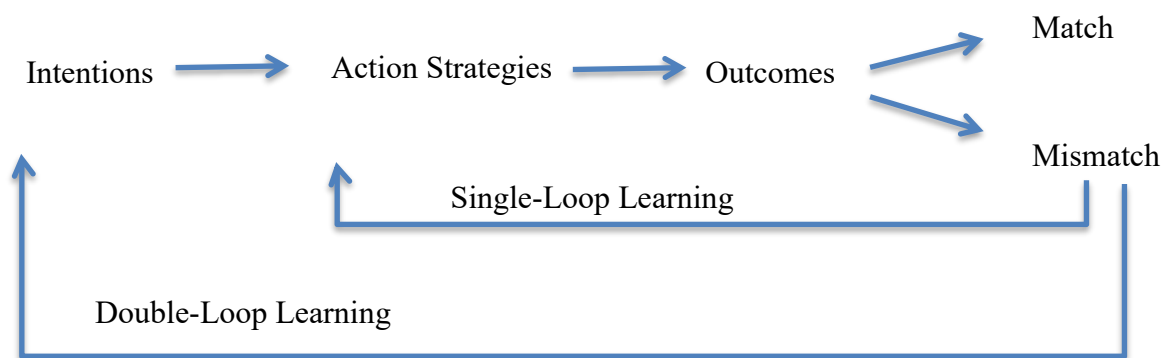 Match
Intentions
Action Strategies
Outcomes
Mismatch
Single-Loop Learning
Double-Loop Learning